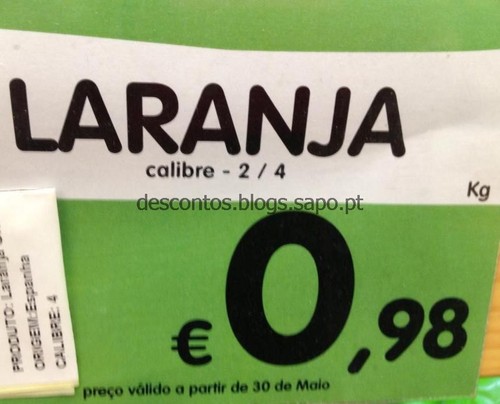 LARANJA
calibre - 2 / 4
Kg
descontos.blogs.sapo.pt
€ 0,98
preço válido a partir de 30 de Maio
PRODUTO: Laranja
ORIGEM:Espanha
CALIBRE: 4